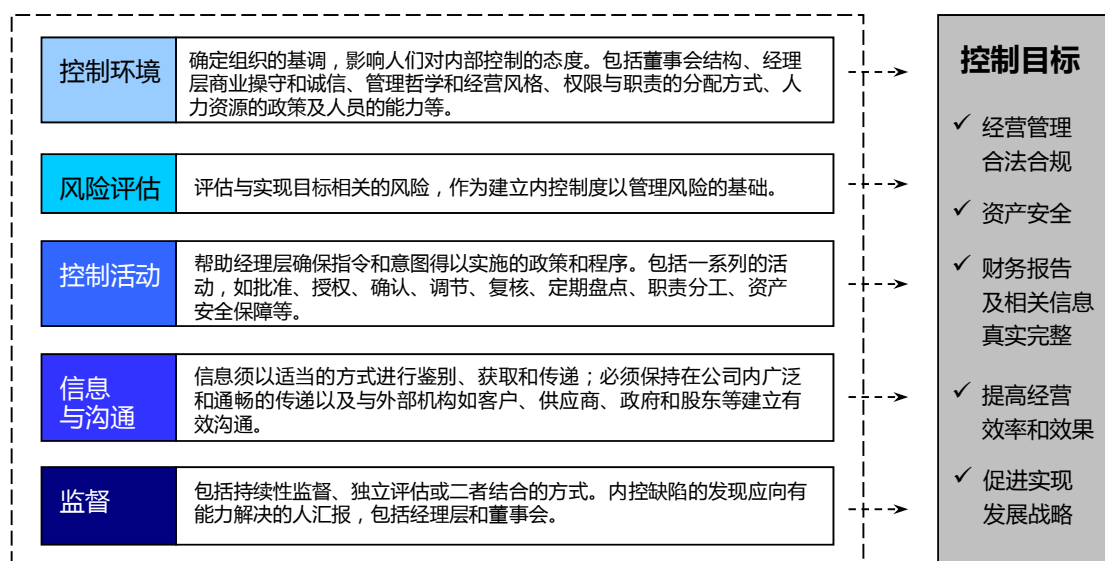 控制环境
确定组织的基调，影响人们对内部控制的态度。包括董事会结构、经理
层商业操守和诚信、管理哲学和经营风格、权限与职责的分配方式、人
力资源的政策及人员的能力等。
风险评估
评估与实现目标相关的风险，作为建立内控制度以管理风险的基础。
控制活动
帮助经理层确保指令和意图得以实施的政策和程序。包括一系列的活
动，如批准、授权、确认、调节、复核、定期盘点、职责分工、资产
安全保障等。
信息
与沟通
信息须以适当的方式进行鉴别、获取和传递；必须保持在公司内广泛
和通畅的传递以及与外部机构如客户、供应商、政府和股东等建立有
效沟通。
监督
包括持续性监督、独立评估或二者结合的方式。内控缺陷的发现应向有
能力解决的人汇报，包括经理层和董事会。
控制目标
✓ 经营管理
合法合规
✓ 资产安全
✓ 财务报告
及相关信息
真实完整
✓ 提高经营
效率和效果
✓ 促进实现
发展战略